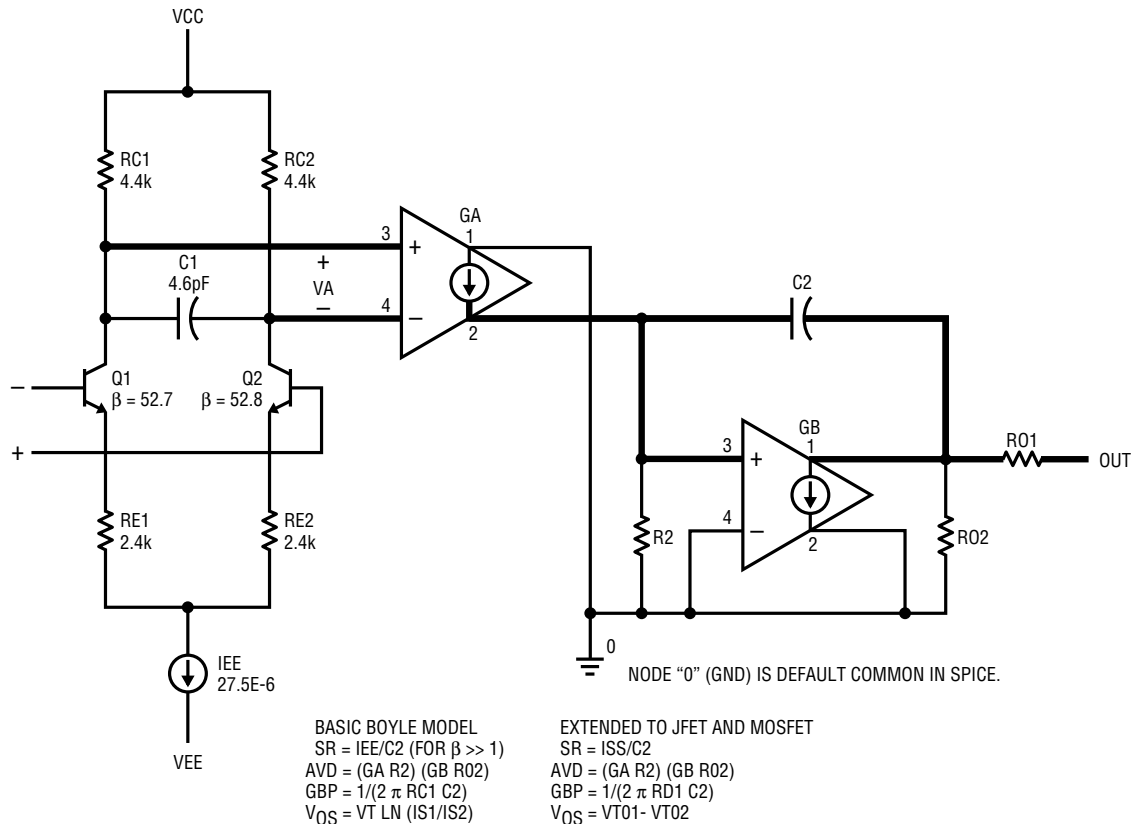 VCC
RC1
4.4k
RC2
4.4k
GA
3
1
+
+
C1
4.6pF
VA
C2
4
–
–
2
Q1
β = 52.7
Q2
β = 52.8
–
GB
3
1
+
R01
OUT
+
4
–
2
RE1
2.4k
RE2
2.4k
R2
R02
0
IEE
27.5E-6
NODE “0” (GND) IS DEFAULT COMMON IN SPICE.
VEE
BASIC BOYLE MODEL
SR = IEE/C2 (FOR β >> 1)
AVD = (GA R2) (GB R02)
GBP = 1/(2 π RC1 C2)
VOS = VT LN (IS1/IS2)
EXTENDED TO JFET AND MOSFET
SR = ISS/C2
AVD = (GA R2) (GB R02)
GBP = 1/(2 π RD1 C2)
VOS = VT01- VT02